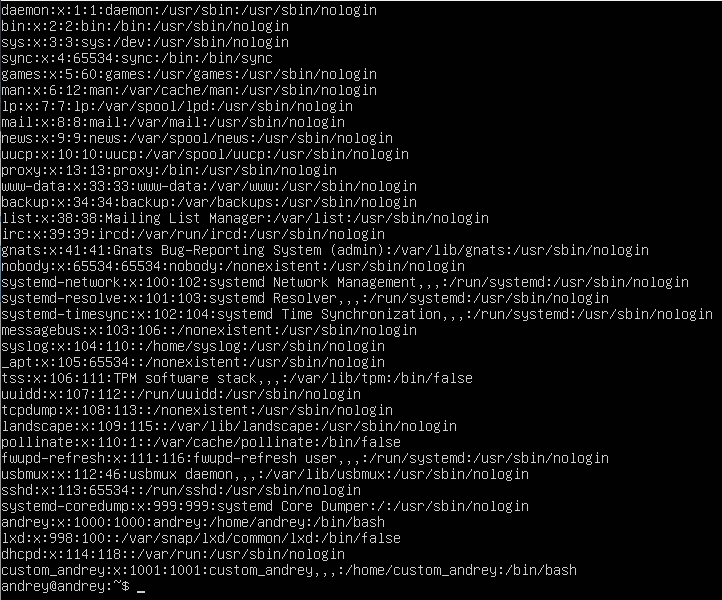 daemon:x:1:1:daemon:/usr/sbin:/usr/sbin/nologin
bin:x:2:2:bin:/bin:/usr/sbin/nologin
sys:x:3:3:sys:/dev:/usr/sbin/nologin
sync:x:4:65534:sync:/bin:/bin/sync
games:x:5:60:games:/usr/games:/usr/sbin/nologin
man:x:6:12:man:/var/cache/man:/usr/sbin/nologin
lp:x:7:7:lp:/var/spool/lpd:/usr/sbin/nologin
mail:x:8:8:mail:/var/mail:/usr/sbin/nologin
news:x:9:9:news:/var/spool/news:/usr/sbin/nologin
uucp:x:10:10:uucp:/var/spool/uucp:/usr/sbin/nologin
proxy:x:13:13:proxy:/bin:/usr/sbin/nologin
www-data:x:33:33:www-data:/var/www:/usr/sbin/nologin
backup:x:34:34:backup:/var/backups:/usr/sbin/nologin
list:x:38:38:Mailing List Manager:/var/list:/usr/sbin/nologin
irc:x:39:39:ircd:/var/run/ircd:/usr/sbin/nologin
gnats:x:41:41:Gnats Bug-Reporting System (admin):/var/lib/gnats:/usr/sbin/nologin
nobody:x:65534:65534:nobody:/nonexistent:/usr/sbin/nologin
systemd-network:x:100:102:systemd Network Management,,,:/run/systemd:/usr/sbin/nologin
systemd-resolve:x:101:103:systemd Resolver,,,:/run/systemd:/usr/sbin/nologin
systemd-timesync:x:102:104:systemd Time Synchronization,,,:/run/systemd:/usr/sbin/nologin
messagebus:x:103:106::/nonexistent:/usr/sbin/nologin
syslog:x:104:110::/home/syslog:/usr/sbin/nologin
_apt:x:105:65534::/nonexistent:/usr/sbin/nologin
tss:x:106:111:TPM software stack,,,:/var/lib/tpm:/bin/false
uuidd:x:107:112::/run/uuidd:/usr/sbin/nologin
tcpdump:x:108:113::/nonexistent:/usr/sbin/nologin
landscape:x:109:115::/var/lib/landscape:/usr/sbin/nologin
pollinate:x:110:1::/var/cache/pollinate:/bin/false
fwupd-refresh:x:111:116:fwupd-refresh user,,,:/run/systemd:/usr/sbin/nologin
usbmux:x:112:46:usbmux daemon,,,:/var/lib/usbmux:/usr/sbin/nologin
sshd:x:113:65534::/run/sshd:/usr/sbin/nologin
systemd-coredump:x:999:999:systemd Core Dumper:/:/usr/sbin/nologin
andrey:x:1000:1000:andrey:/home/andrey:/bin/bash
lxd:x:998:100::/var/snap/lxd/common/lxd:/bin/false
dhcpd:x:114:118::/var/run:/usr/sbin/nologin
custom_andrey:x:1001:1001:custom_andrey,,,:/home/custom_andrey:/bin/bash
andrey@andrey:~$ _